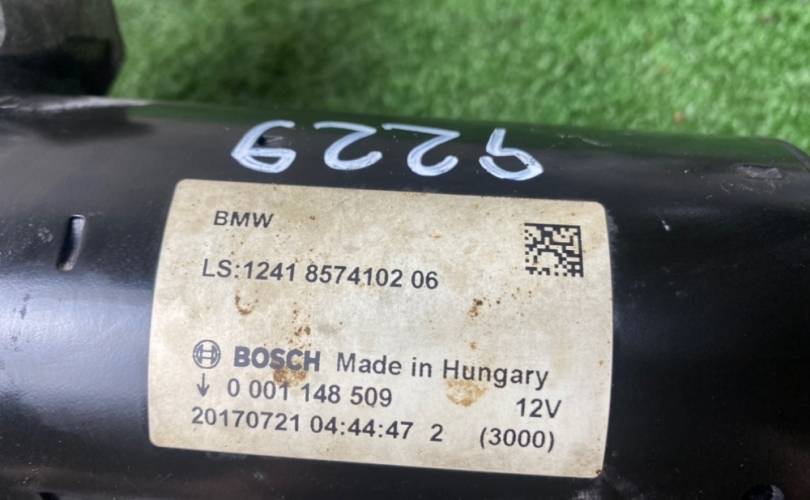 9229
BMW
LS:1241 8574102 06
BOSCH Made in Hungary
↓ 0 001 148 509 12V
20170721 04:44:47 2 (3000)